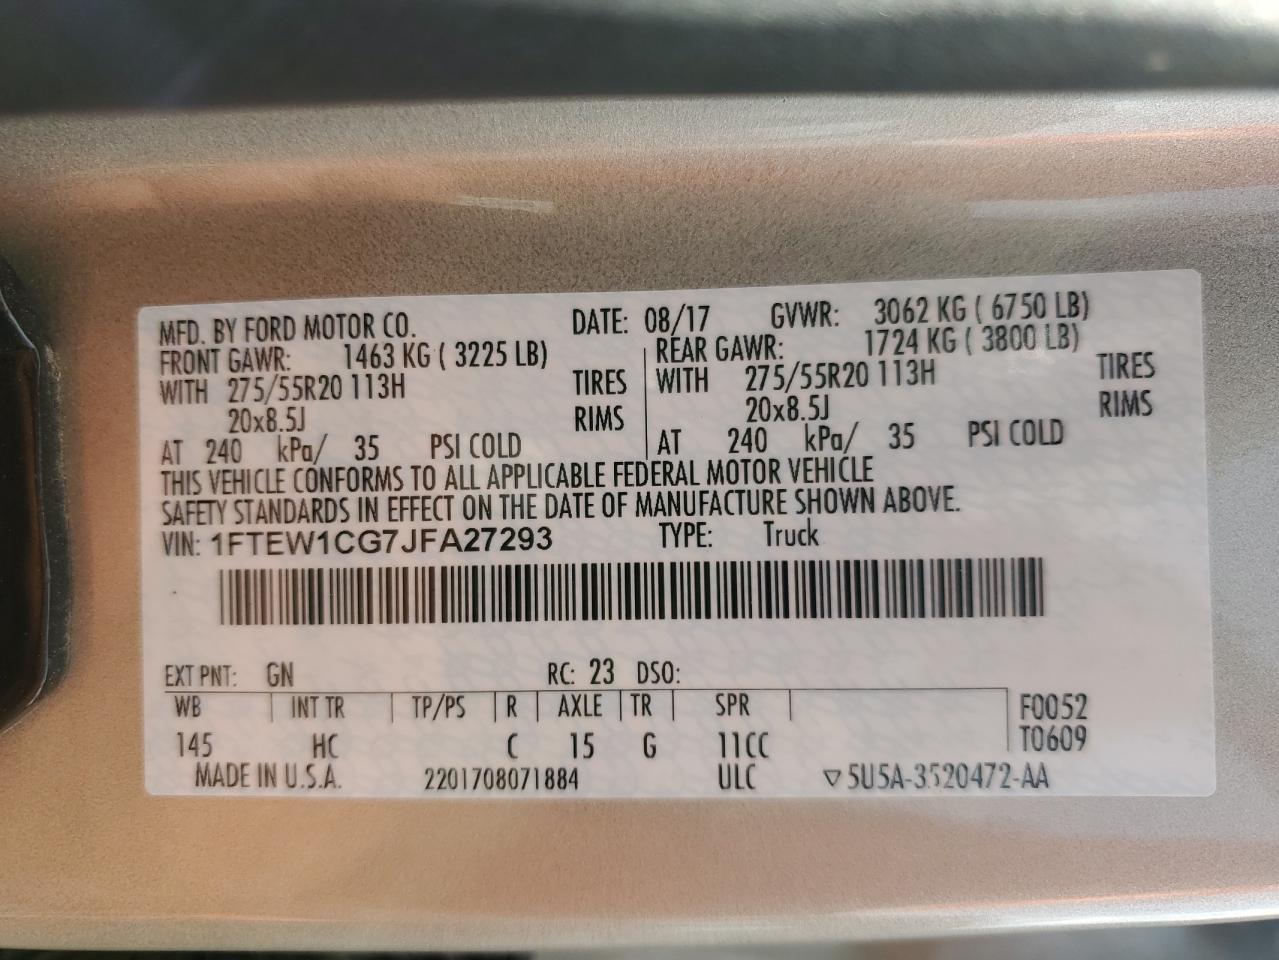 MFD. BY FORD MOTOR CO. DATE: 08/17 GVWR: 3062 KG ( 6750 LB)
FRONT GAWR: 1463 KG ( 3225 LB) REAR GAWR: 1724 KG ( 3800 LB)
WITH 275/55R20 113H TIRES WITH 275/55R20 113H TIRES
20x8.5J RIMS 20x8.5J RIMS
AT 240 kPa/ 35 PSI COLD AT 240 kPa/ 35 PSI COLD
THIS VEHICLE CONFORMS TO ALL APPLICABLE FEDERAL MOTOR VEHICLE
SAFETY STANDARDS IN EFFECT ON THE DATE OF MANUFACTURE SHOWN ABOVE.
VIN: 1FTEW1CG7JFA27293 TYPE: Truck
EXT PNT: GN RC: 23 DSO:
WB INT TR TP/PS R AXLE TR SPR F0052
145 HC C 15 G 11CC T0609
MADE IN U.S.A. 2201708071884 ULC ▽5U5A-3520472-AA